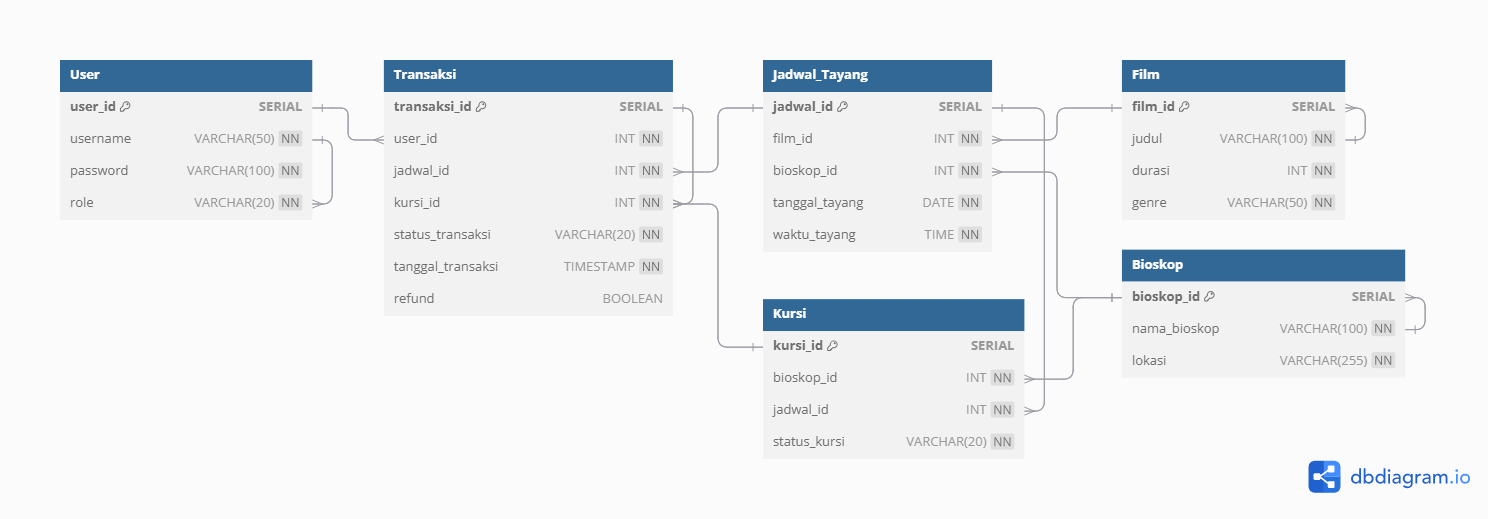 User
user_id SERIAL
username VARCHAR(50) NN
password VARCHAR(100) NN
role VARCHAR(20) NN
Transaksi
transaksi_id SERIAL
user_id INT NN
jadwal_id INT NN
kursi_id INT NN
status_transaksi VARCHAR(20) NN
tanggal_transaksi TIMESTAMP NN
refund BOOLEAN
Jadwal_Tayang
jadwal_id SERIAL
film_id INT NN
bioskop_id INT NN
tanggal_tayang DATE NN
waktu_tayang TIME NN
Kursi
kursi_id SERIAL
bioskop_id INT NN
jadwal_id INT NN
status_kursi VARCHAR(20) NN
Film
film_id SERIAL
judul VARCHAR(100) NN
durasi INT NN
genre VARCHAR(50) NN
Bioskop
bioskop_id SERIAL
nama_bioskop VARCHAR(100) NN
lokasi VARCHAR(255) NN
dbdiagram.io